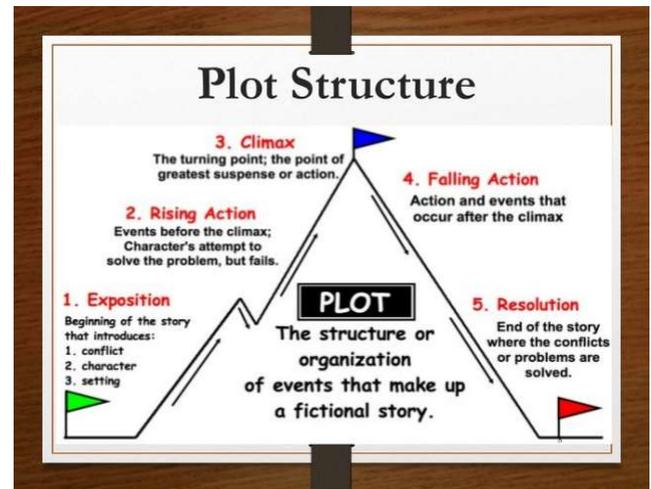 Plot Structure
3. Climax
The turning point; the point of
greatest suspense or action.
4. Falling Action
Action and events that
occur after the climax
2. Rising Action
Events before the climax;
Character's attempt to
solve the problem, but fails.
1. Exposition
Beginning of the story
that introduces:
1. conflict
2. character
3. setting
PLOT
The structure or
organization
of events that make up
a fictional story.
5. Resolution
End of the story
where the conflicts
or problems are
solved.